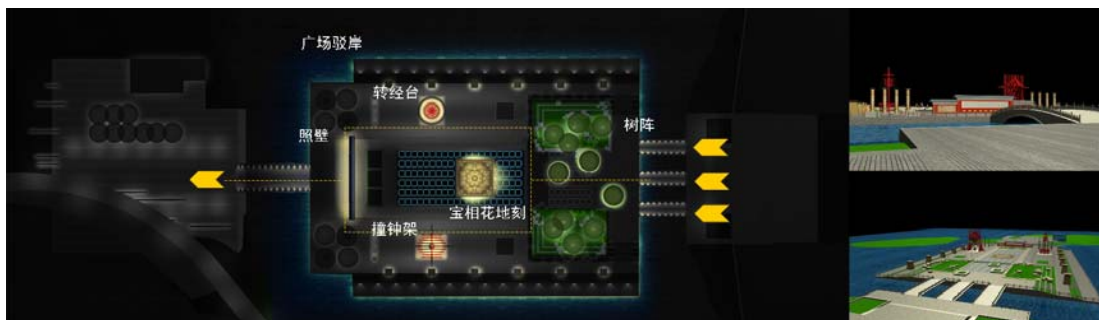 广场驳岸
转经台
照壁
树阵
宝相花地刻
撞钟架